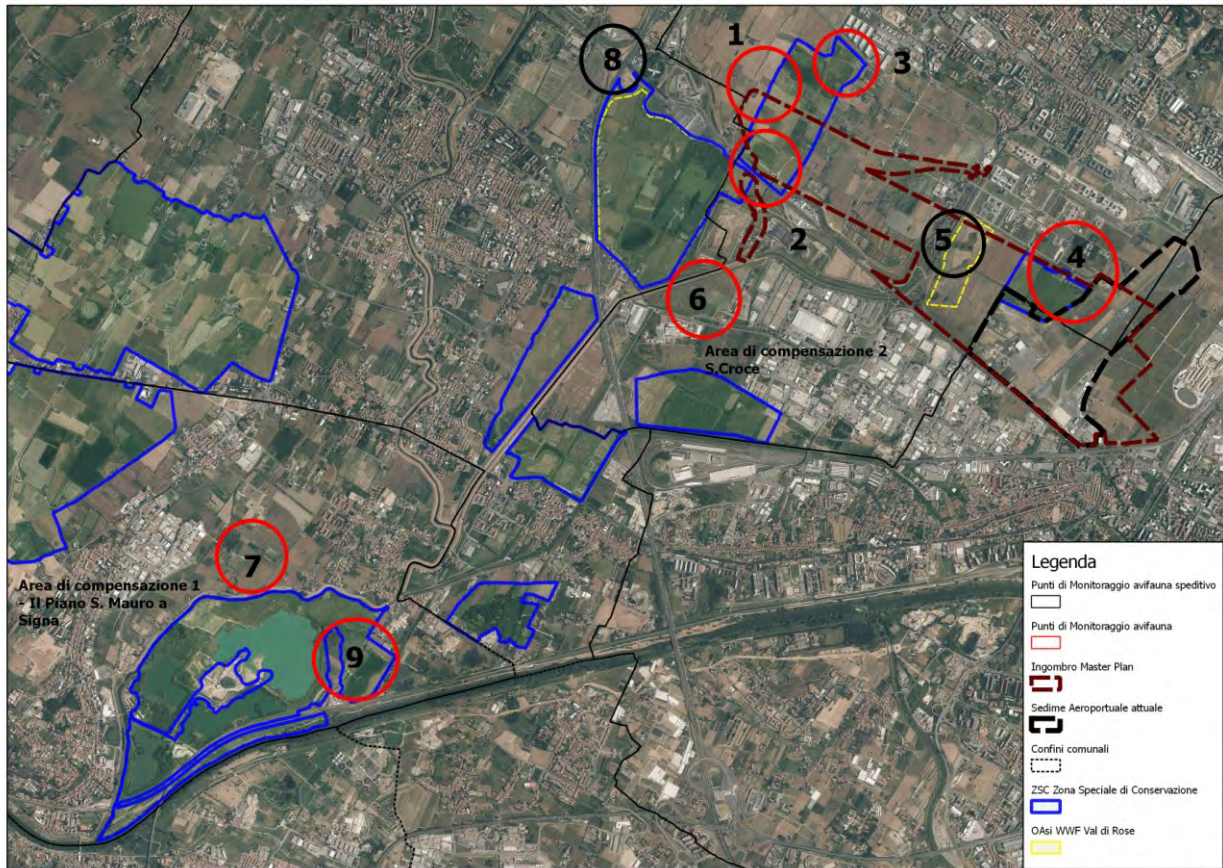 1
8
3
2
5
4
6
Area di compensazione 2
S.Croce
7
Area di compensazione 1
- Il Piano S. Mauro a
Signa
9
Legenda
Punti di Monitoraggio avifauna speditivo
Punti di Monitoraggio avifauna
Ingombro Master Plan
Sedime Aeroportuale attuale
Confini comunali
ZSC Zona Speciale di Conservazione
OAsi WWF Val di Rose